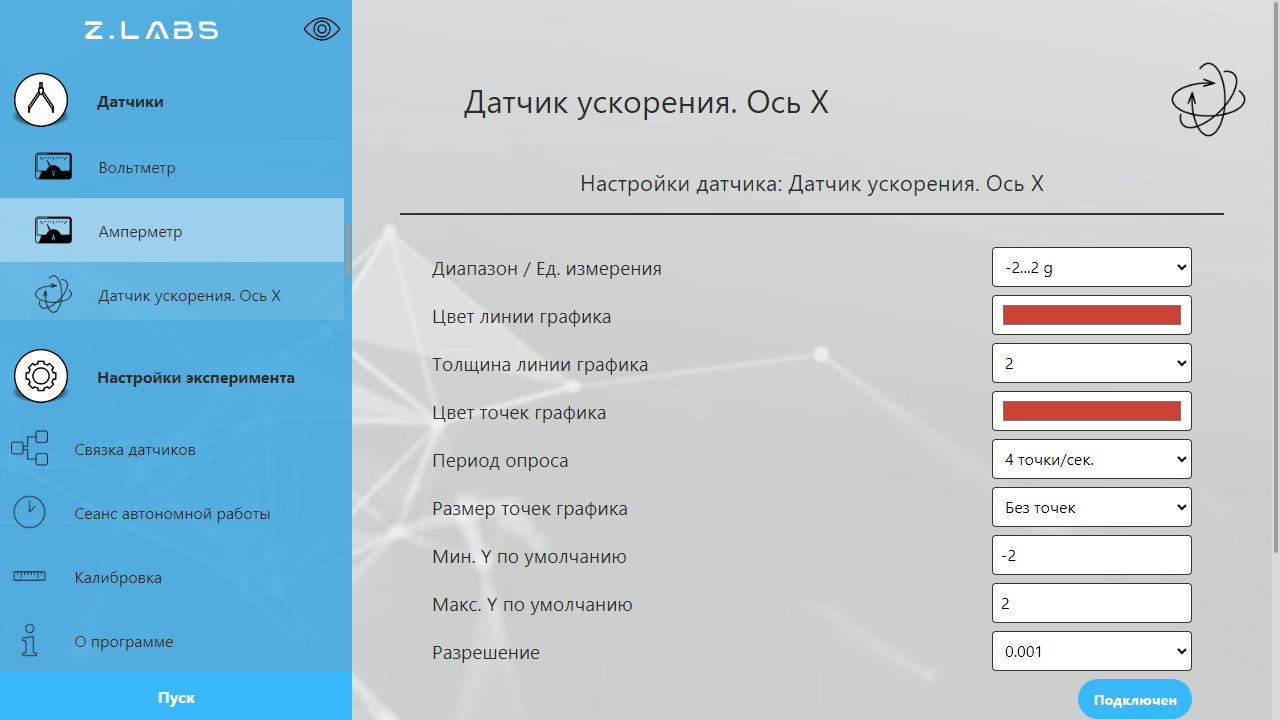 Z.LABS
Датчики
Вольтметр
Амперметр
Датчик ускорения. Ось X
Настройки эксперимента
Связка датчиков
Сеанс автономной работы
Калибровка
О программе
Пуск
Датчик ускорения. Ось X
Настройки датчика: Датчик ускорения. Ось X
Диапазон / Ед. измерения -2...2 g
Цвет линии графика
Толщина линии графика 2
Цвет точек графика
Период опроса 4 точки/сек.
Размер точек графика Без точек
Мин. Y по умолчанию -2
Макс. Y по умолчанию 2
Разрешение 0.001
Подключен